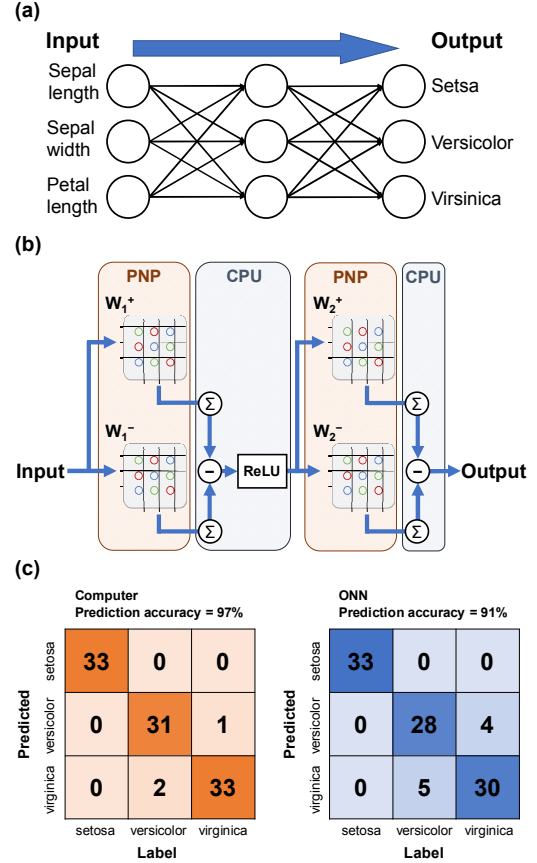 (a)
Input
Output
Sepal
length
Setsa
Sepal
width
Versicolor
Petal
length
Virsinica
(b)
PNP
CPU
PNP
CPU
W₁⁺
W₂⁺
Σ
Σ
W₁⁻
W₂⁻
Input
−
ReLU
−
Output
Σ
Σ
(c)
Computer
Prediction accuracy = 97%
Predicted
setosa
versicolor
virginica
33 0 0
0 31 1
0 2 33
setosa versicolor virginica
Label
ONN
Prediction accuracy = 91%
Predicted
setosa
versicolor
virginica
33 0 0
0 28 4
0 5 30
setosa versicolor virginica
Label